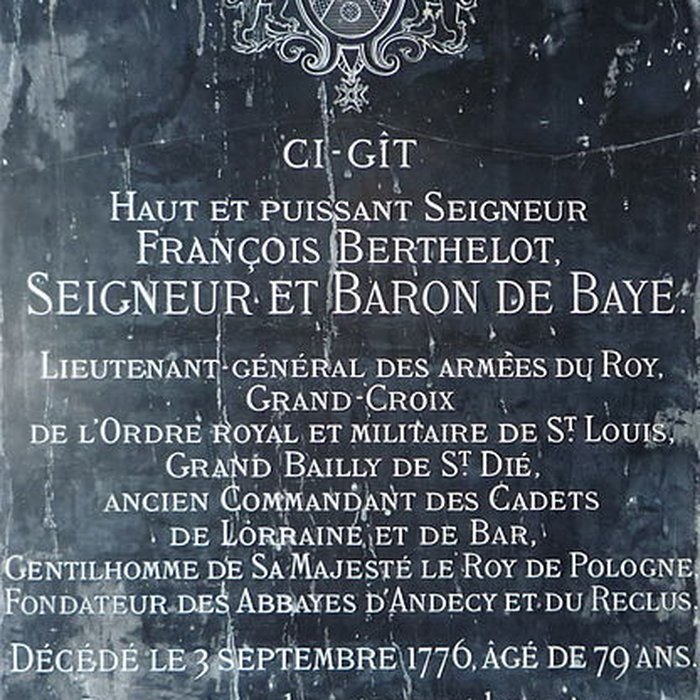 CI-GÎT
HAUT ET PUISSANT SEIGNEUR
FRANÇOIS BERTHELOT,
SEIGNEUR ET BARON DE BAYE.
LIEUTENANT-GÉNÉRAL DES ARMÉES DU ROY,
GRAND-CROIX
DE L'ORDRE ROYAL ET MILITAIRE DE ST. LOUIS,
GRAND BAILLY DE ST. DIÉ,
ANCIEN COMMANDANT DES CADETS
DE LORRAINE ET DE BAR,
GENTILHOMME DE SA MAJESTÉ LE ROY DE POLOGNE,
FONDATEUR DES ABBAYES D'ANDECY ET DU RECLUS.
DÉCÉDÉ LE 3 SEPTEMBRE 1776, ÂGÉ DE 79 ANS.